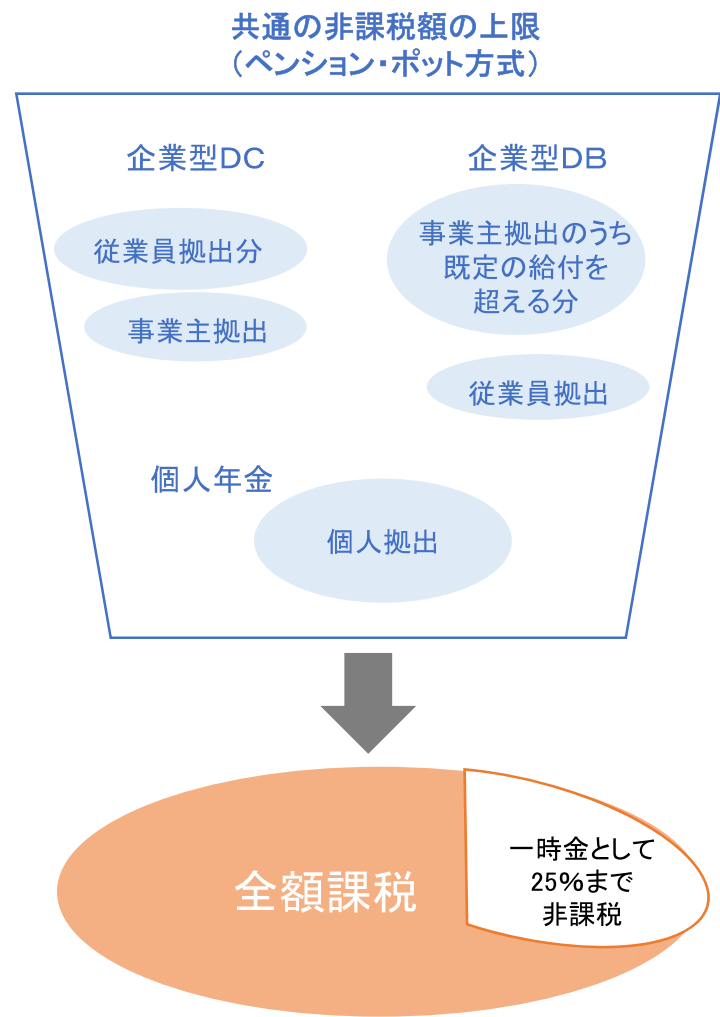 共通の非課税額の上限
（ペンション・ポット方式）
企業型DC
企業型DB
従業員拠出分
事業主拠出
事業主拠出のうち
既定の給付を
超える分
従業員拠出
個人年金
個人拠出
全額課税
一時金として
25%まで
非課税